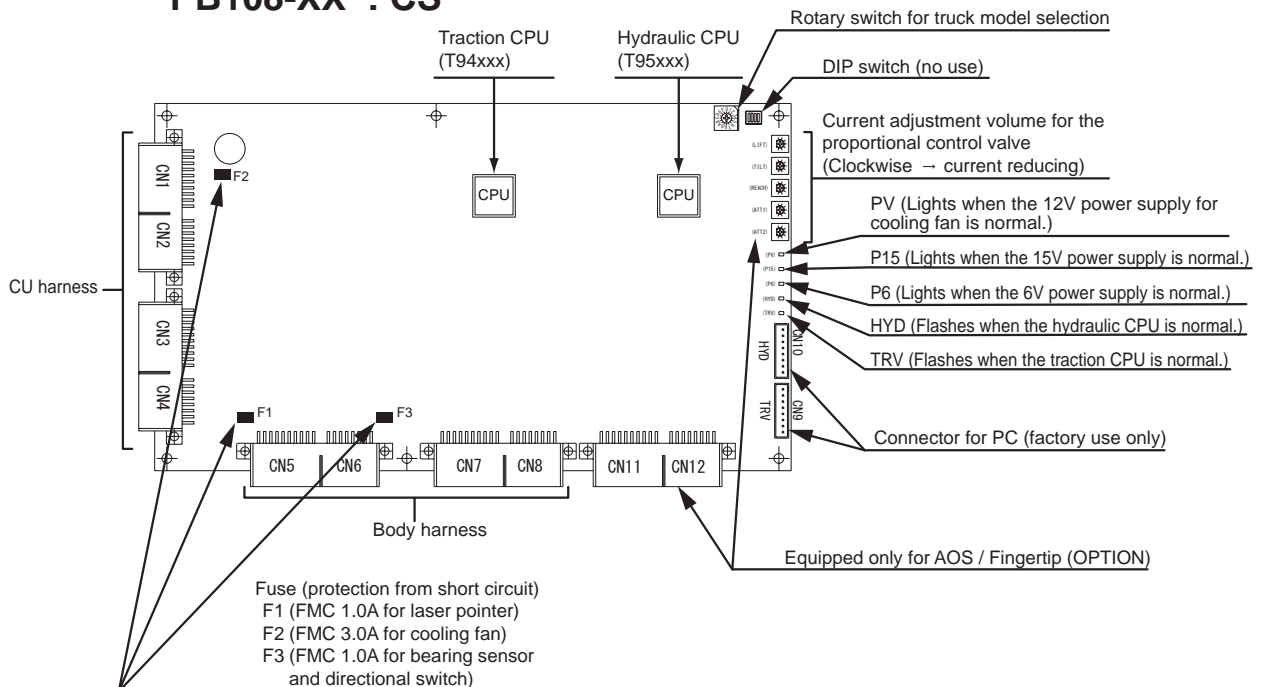 PB108-XX : CS
Rotary switch for truck model selection
Traction CPU
(T94xxx)
Hydraulic CPU
(T95xxx)
DIP switch (no use)
Current adjustment volume for the
proportional control valve
(Clockwise → current reducing)
(LIFT)
(TILT)
(REACH)
(ATT1)
(ATT2)
CPU
CPU
CN1
CN2
F2
CU harness
CN3
CN4
PV (Lights when the 12V power supply for
cooling fan is normal.)
(PV)
P15 (Lights when the 15V power supply is normal.)
(P15)
P6 (Lights when the 6V power supply is normal.)
(P6)
HYD (Flashes when the hydraulic CPU is normal.)
(HYD)
TRV (Flashes when the traction CPU is normal.)
(TRV)
CN10
HYD
CN9
TRV
Connector for PC (factory use only)
F1
F3
CN5
CN6
CN7
CN8
CN11
CN12
Body harness
Equipped only for AOS / Fingertip (OPTION)
Fuse (protection from short circuit)
F1 (FMC 1.0A for laser pointer)
F2 (FMC 3.0A for cooling fan)
F3 (FMC 1.0A for bearing sensor
and directional switch)